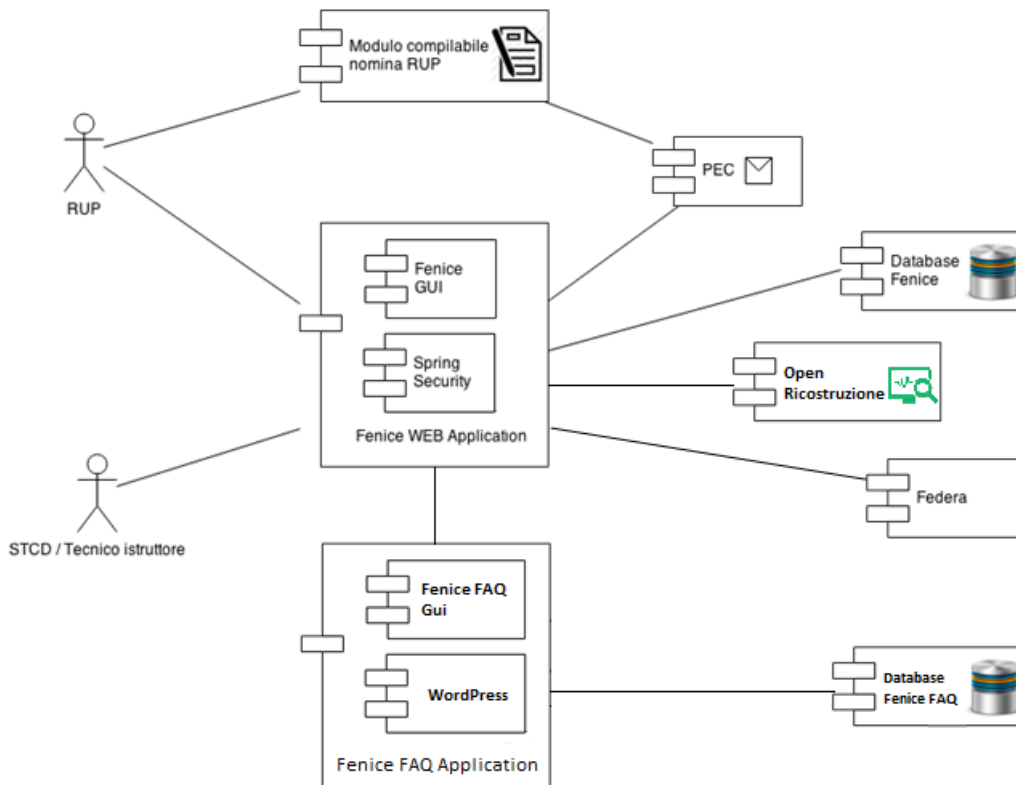 Modulo compilabile
nomina RUP
PEC
RUP
Fenice
GUI
Database
Fenice
Spring
Security
Open
Ricostruzione
Fenice WEB Application
Federa
STCD / Tecnico istruttore
Fenice FAQ
Gui
WordPress
Database
Fenice FAQ
Fenice FAQ Application